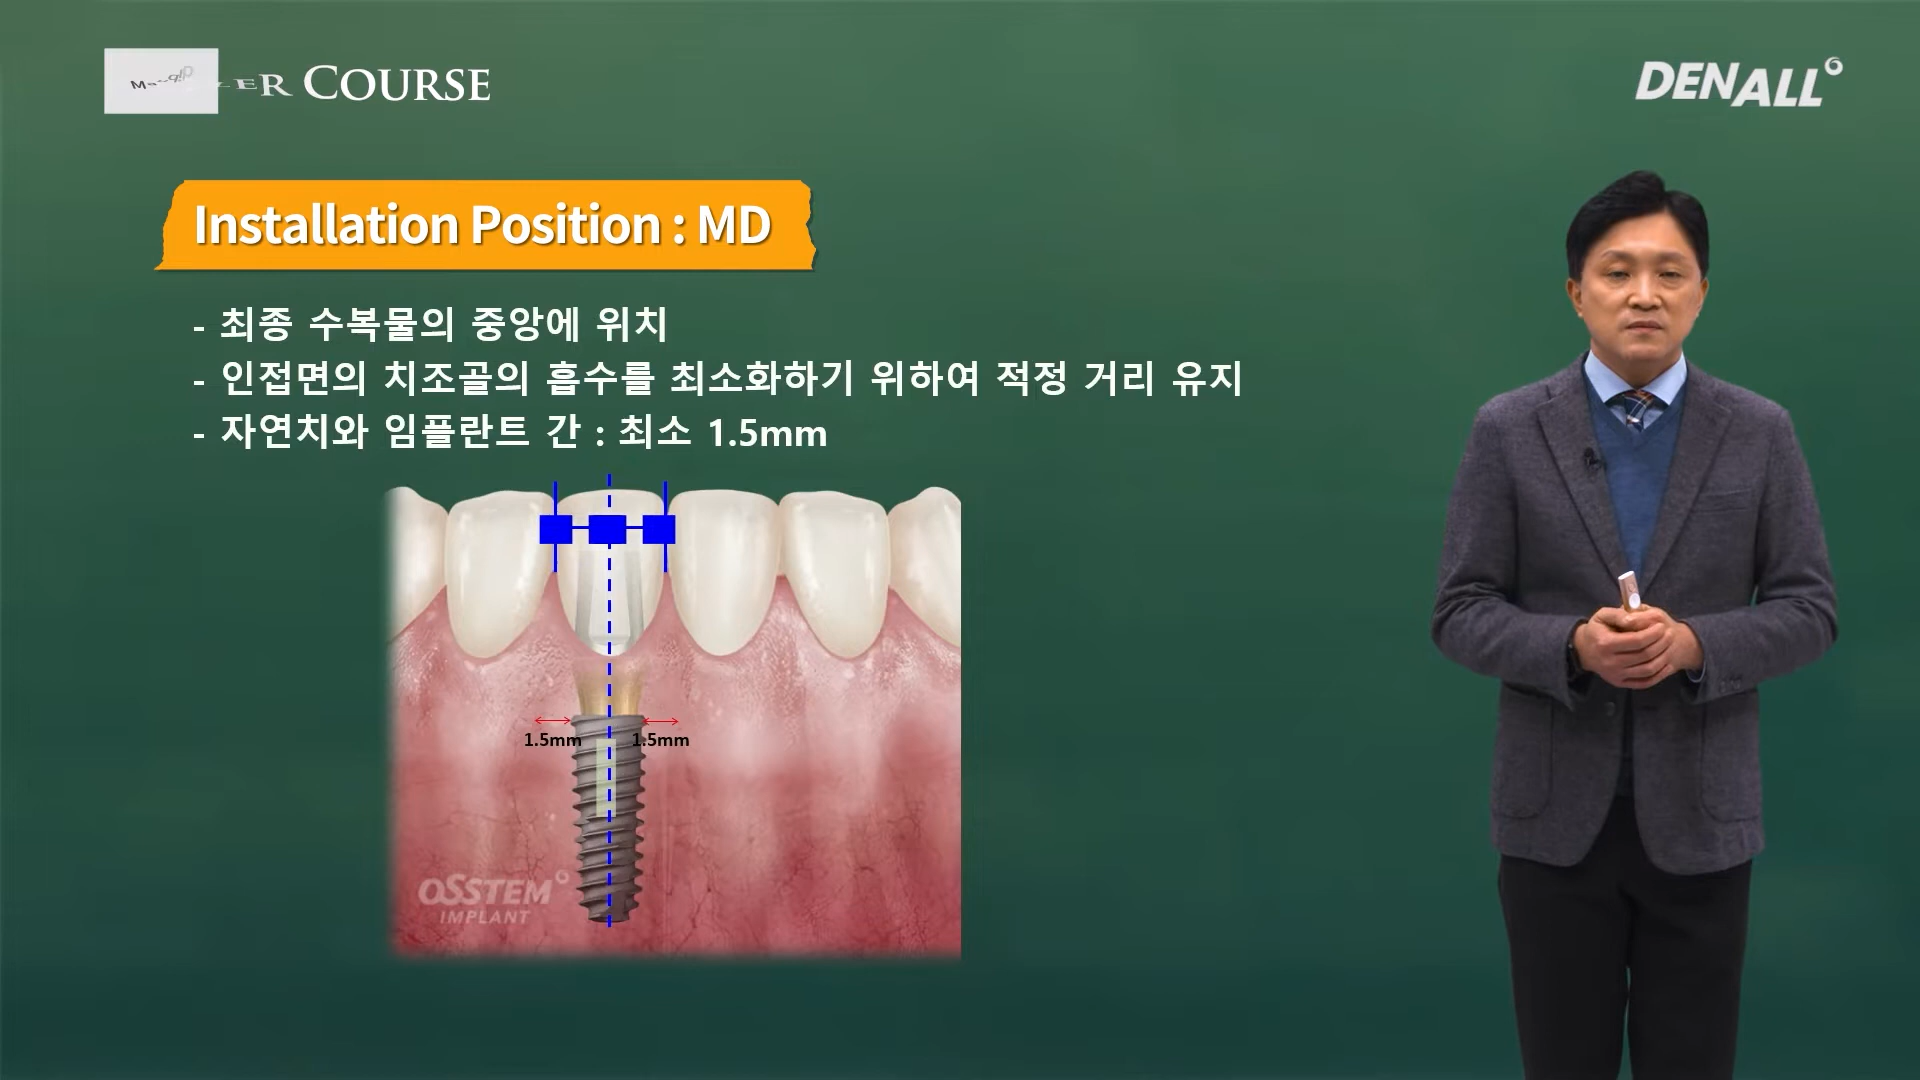 COURSE
DENALL
Installation Position : MD
- 최종 수복물의 중앙에 위치
- 인접면의 치조골의 흡수를 최소화하기 위하여 적정 거리 유지
- 자연치와 임플란트 간 : 최소 1.5mm
1.5mm 1.5mm
OSSTEM
IMPLANT